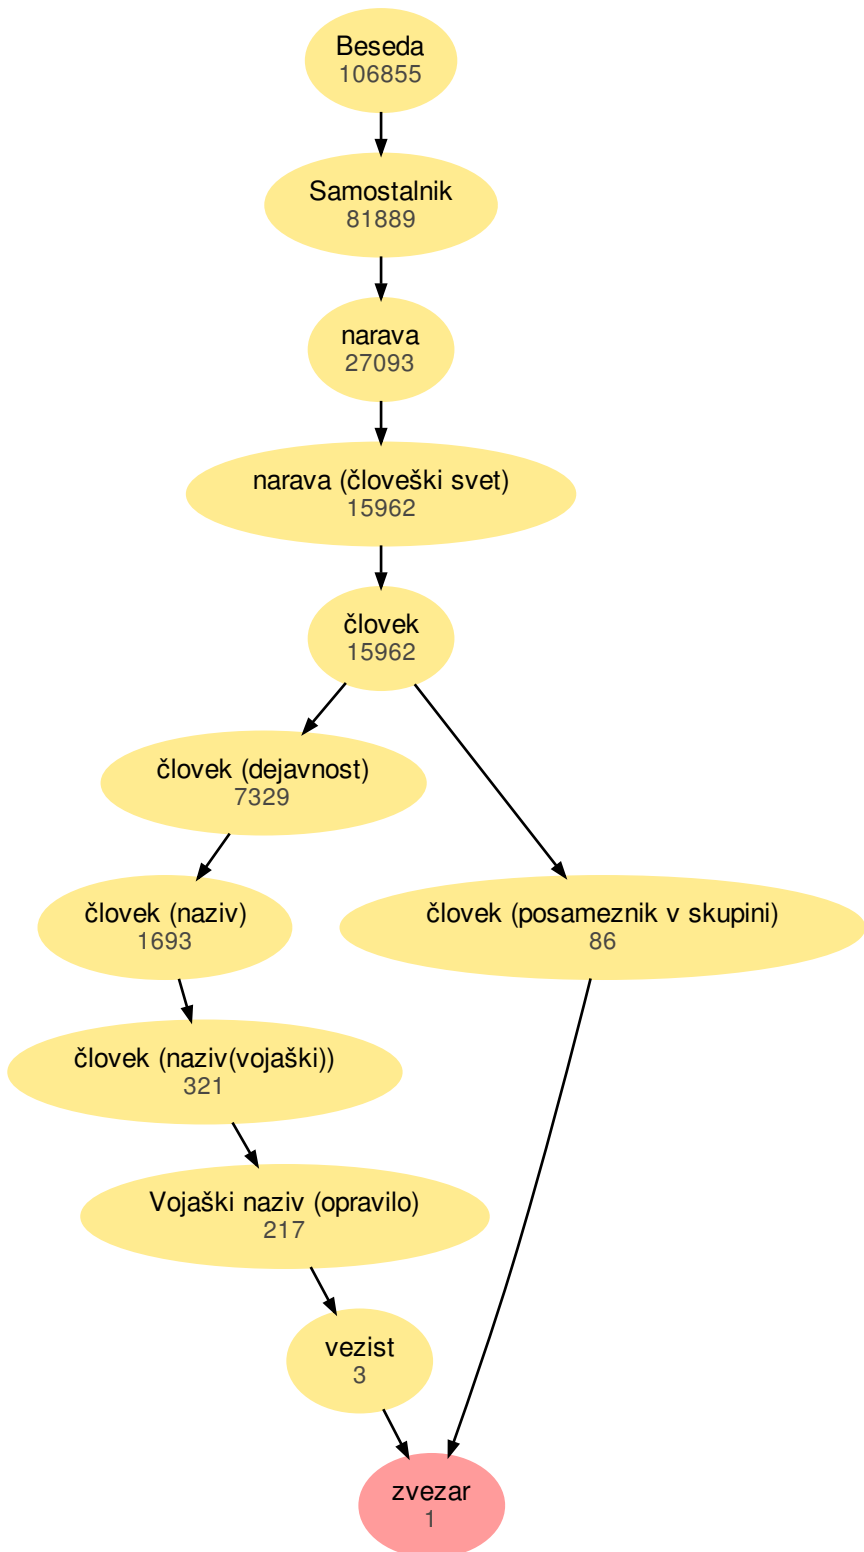 Beseda
106855
Samostalnik
81889
narava
27093
narava (človeški svet)
15962
človek
15962
človek (dejavnost)
7329
človek (naziv)
1693
človek (posameznik v skupini)
86
človek (naziv(vojaški))
321
Vojaški naziv (opravilo)
217
vezist
3
zvezar
1